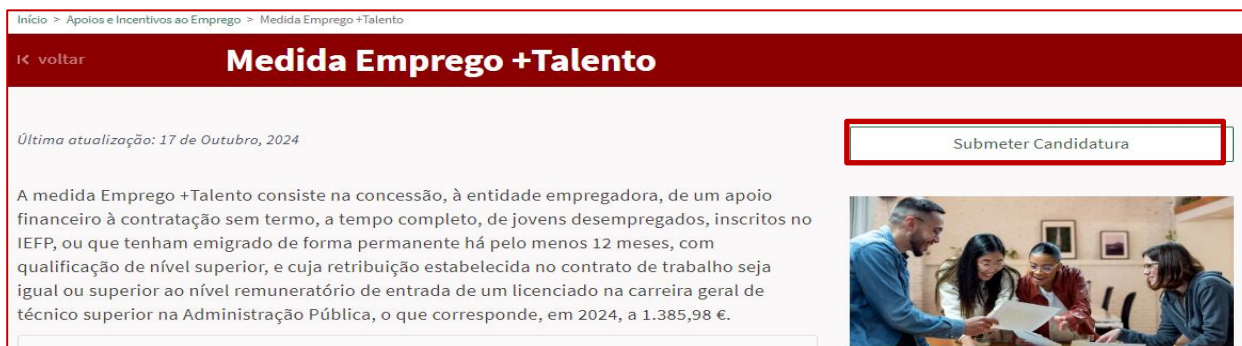 Início > Apoios e Incentivos ao Emprego > Medida Emprego +Talento
voltar
Medida Emprego +Talento
Última atualização: 17 de Outubro, 2024
Submeter Candidatura
A medida Emprego +Talento consiste na concessão, à entidade empregadora, de um apoio
financeiro à contratação sem termo, a tempo completo, de jovens desempregados, inscritos no
IEFP, ou que tenham emigrado de forma permanente há pelo menos 12 meses, com
qualificação de nível superior, e cuja retribuição estabelecida no contrato de trabalho seja
igual ou superior ao nível remuneratório de entrada de um licenciado na carreira geral de
técnico superior na Administração Pública, o que corresponde, em 2024, a 1.385,98 €.